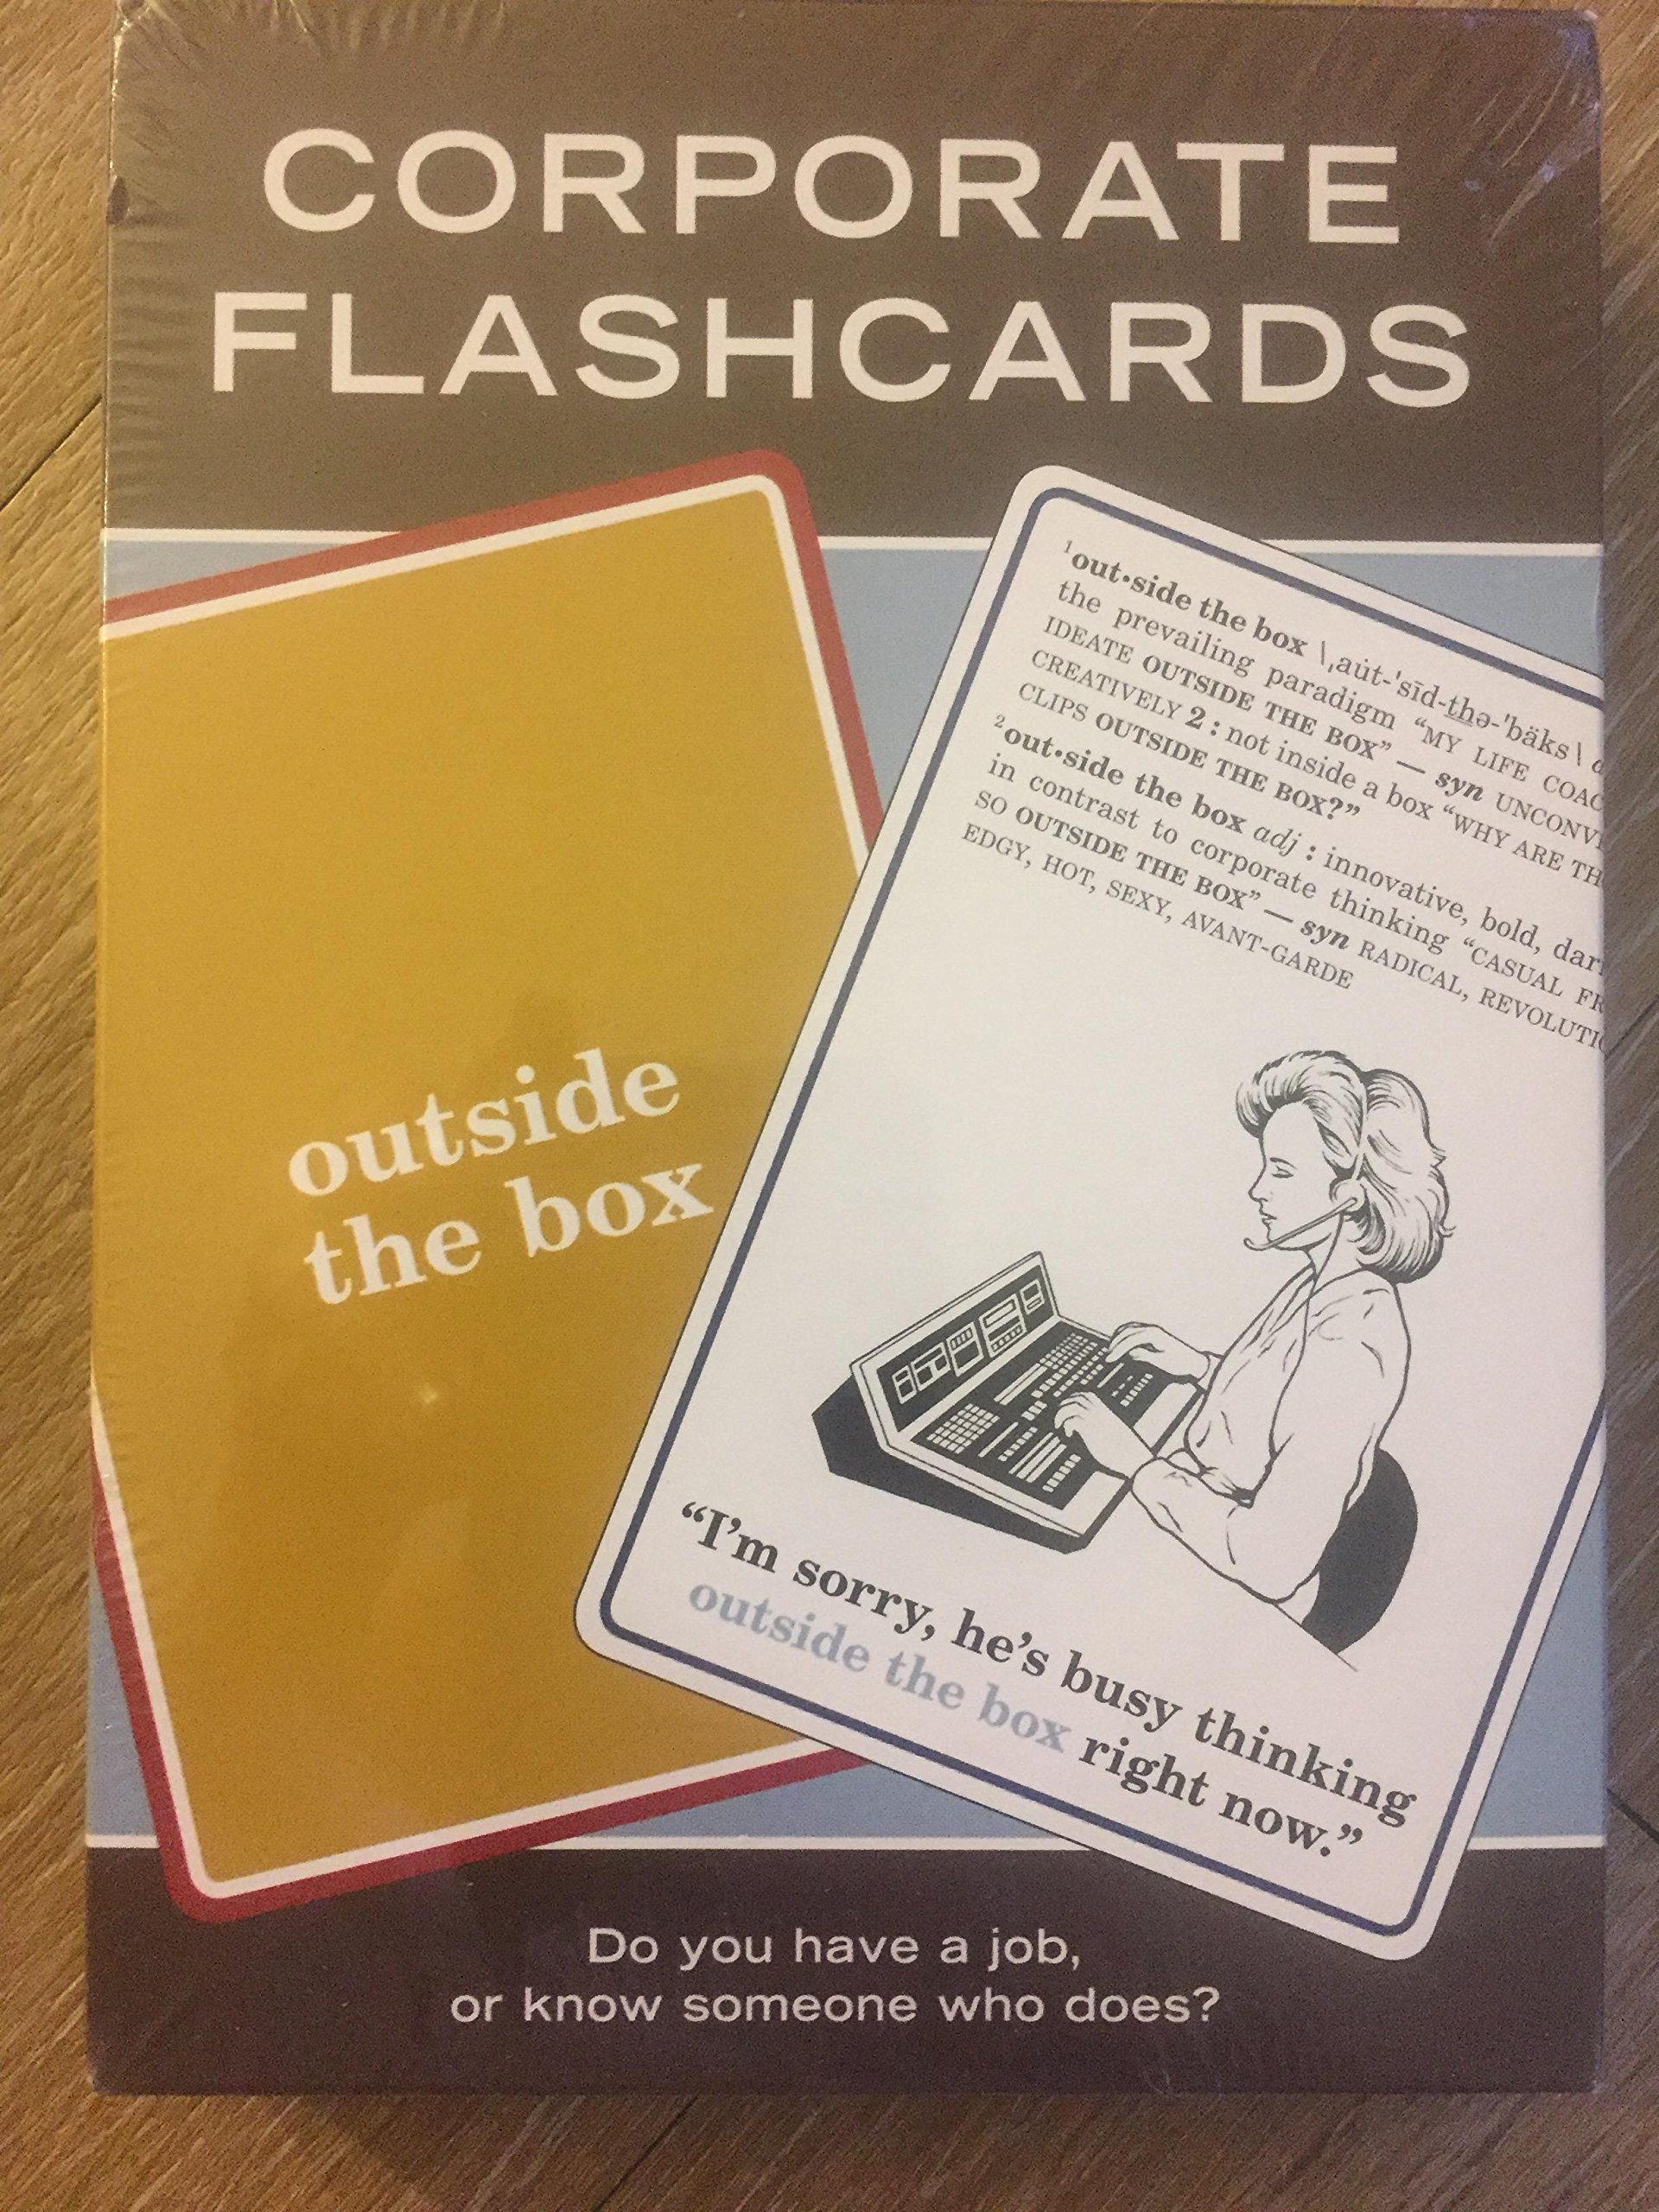 CORPORATE
FLASHCARDS
outside
the box
¹out•side the box \ˌau̇t-ˈsīd-t͟hə-ˈbäks\
the prevailing paradigm “MY LIFE
IDEATE OUTSIDE THE BOX” — syn
CREATIVELY 2 : not inside a box “WHY ARE
CLIPS OUTSIDE THE BOX?”
²out•side the box adj : innovative, bold,
in contrast to corporate thinking “CASUAL
SO OUTSIDE THE BOX” — syn RADICAL,
EDGY, HOT, SEXY, AVANT-GARDE
“I’m sorry, he’s busy thinking
outside the box right now.”
Do you have a job,
or know someone who does?